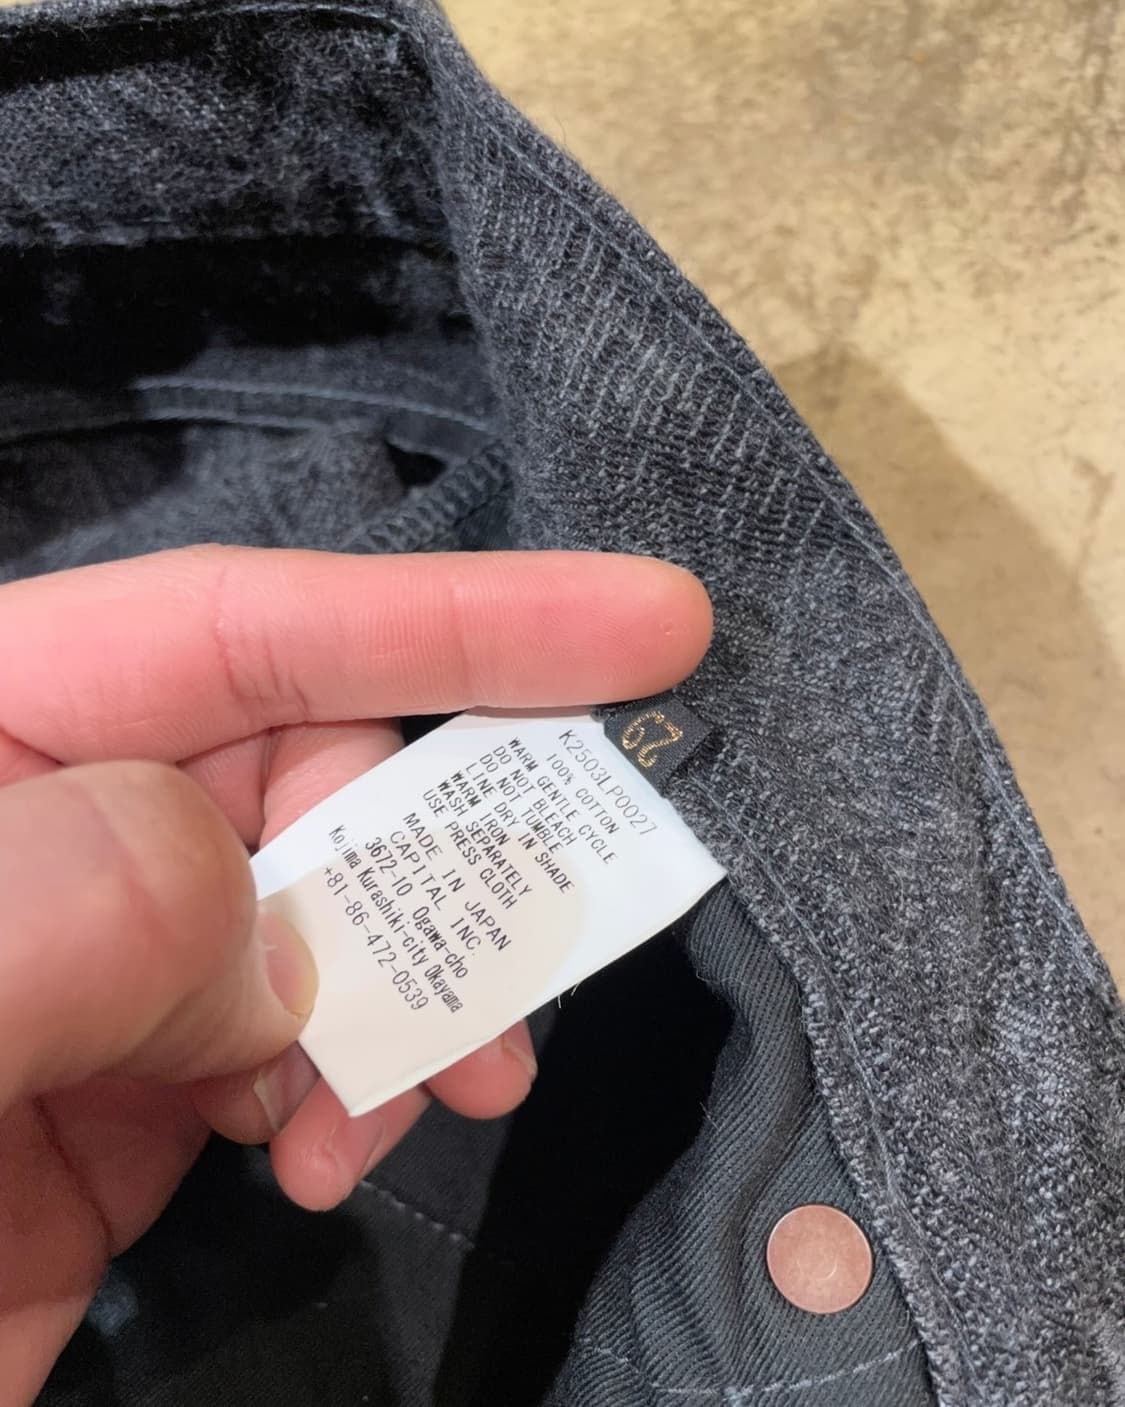 K2503LP0027
100% COTTON
WARM GENTLE CYCLE
DO NOT BLEACH
DO NOT TUMBLE
LINE DRY IN SHADE
WARM IRON
WASH SEPARATELY
USE PRESS CLOTH
MADE IN JAPAN
CAPITAL INC.
3672-10 Ogawa-cho
Kojima Kurashiki-city Okayama
+81-86-472-0539